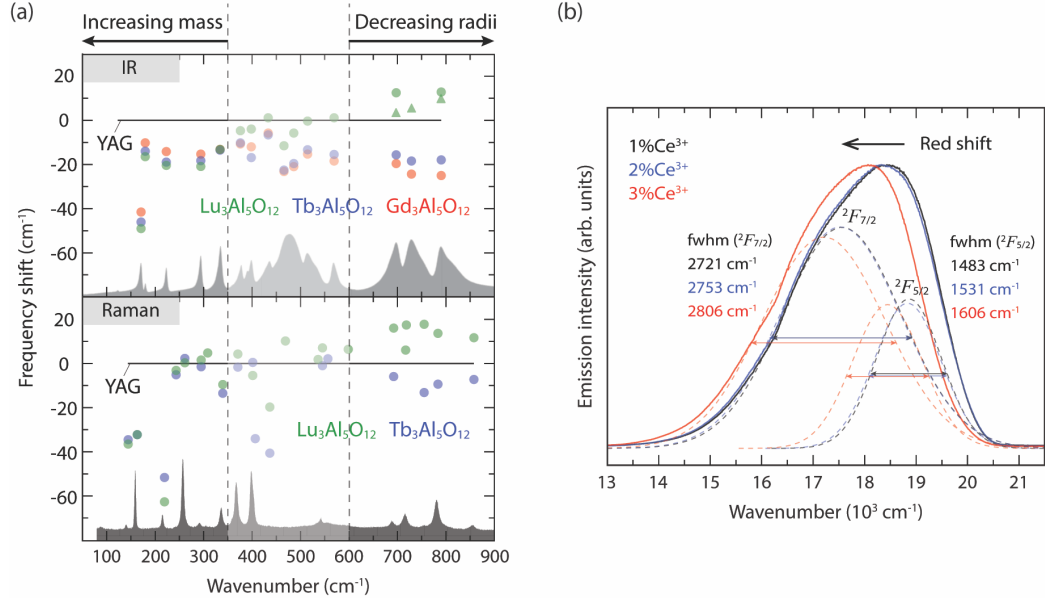 (a)
Increasing mass
Decreasing radii
IR
YAG
Lu₃Al₅O₁₂
Tb₃Al₅O₁₂
Gd₃Al₅O₁₂
20
0
-20
-40
-60
Frequency shift (cm⁻¹)
Raman
YAG
Lu₃Al₅O₁₂
Tb₃Al₅O₁₂
20
0
-20
-40
-60
100 200 300 400 500 600 700 800 900
Wavenumber (cm⁻¹)
(b)
1%Ce³⁺
2%Ce³⁺
3%Ce³⁺
Red shift
²F₇/₂
²F₅/₂
fwhm (²F₇/₂)
2721 cm⁻¹
2753 cm⁻¹
2806 cm⁻¹
fwhm (²F₅/₂)
1483 cm⁻¹
1531 cm⁻¹
1606 cm⁻¹
Emission intensity (arb. units)
13 14 15 16 17 18 19 20 21
Wavenumber (10³ cm⁻¹)